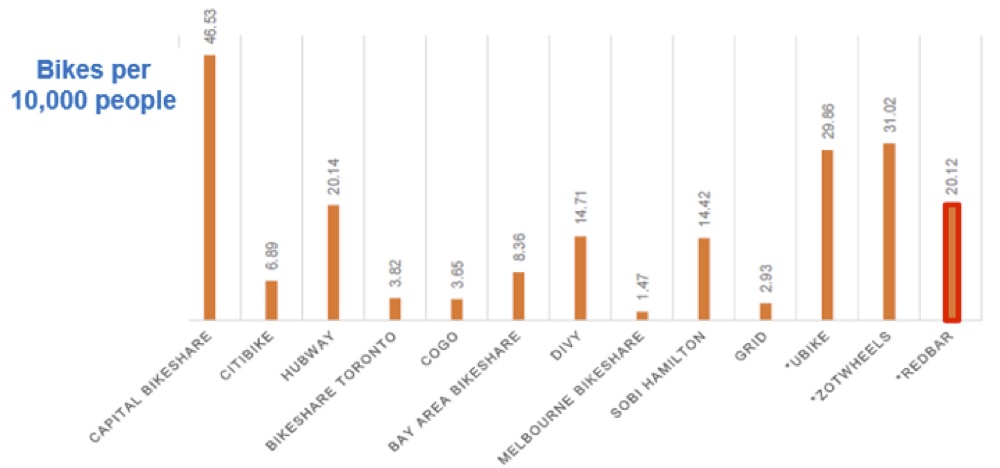 Bikes per
10,000 people
46.53
6.89
20.14
3.82
3.65
8.36
14.71
1.47
14.42
2.93
29.86
31.02
20.12
CAPITAL BIKESHARE
CITIBIKE
HUBWAY
BIKESHARE TORONTO
COGO
BAY AREA BIKESHARE
DIVY
MELBOURNE BIKESHARE
SOBI HAMILTON
GRID
*UBIKE
*ZOTWHEELS
*REDBAR